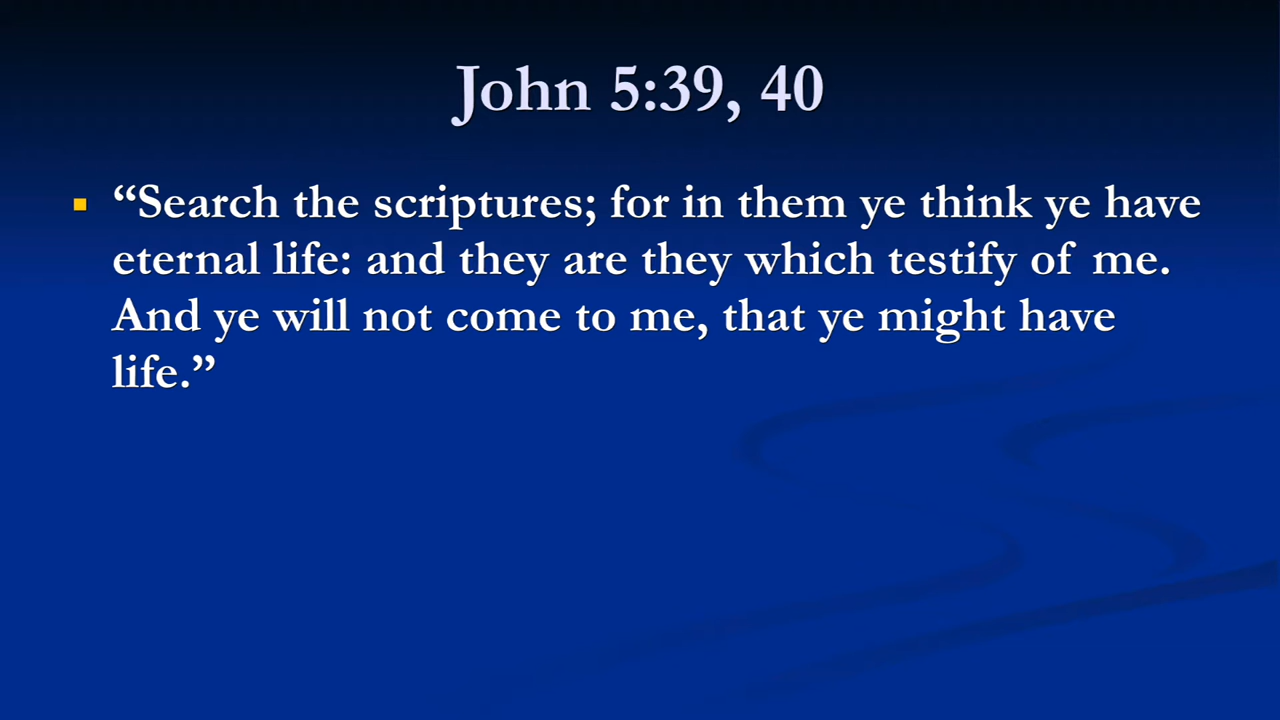 John 5:39, 40
“Search the scriptures; for in them ye think ye have
eternal life: and they are they which testify of me.
And ye will not come to me, that ye might have
life.”